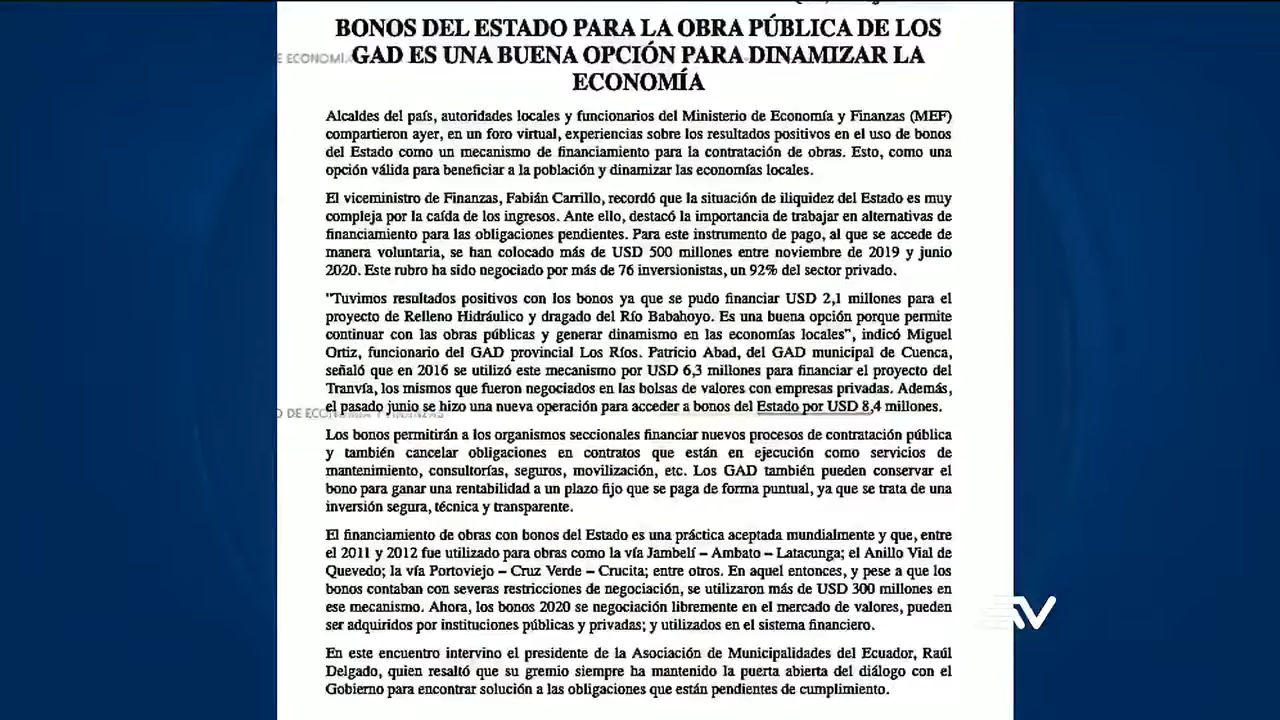 BONOS DEL ESTADO PARA LA OBRA PÚBLICA DE LOS
GAD ES UNA BUENA OPCIÓN PARA DINAMIZAR LA
ECONOMÍA
Alcaldes del país, autoridades locales y funcionarios del Ministerio de Economía y Finanzas (MEF)
compartieron ayer, en un foro virtual, experiencias sobre los resultados positivos en el uso de bonos
del Estado como un mecanismo de financiamiento para la contratación de obras. Esto, como una
opción válida para beneficiar a la población y dinamizar las economías locales.
El viceministro de Finanzas, Fabián Carrillo, recordó que la situación de iliquidez del Estado es muy
compleja por la caída de los ingresos. Ante ello, destacó la importancia de trabajar en alternativas de
financiamiento para las obligaciones pendientes. Para este instrumento de pago, al que se accede de
manera voluntaria, se han colocado más de USD 500 millones entre noviembre de 2019 y junio
2020. Este rubro ha sido negociado por más de 76 inversionistas, un 92% del sector privado.
"Tuvimos resultados positivos con los bonos ya que se pudo financiar USD 2,1 millones para el
proyecto de Relleno Hidráulico y dragado del Río Babahoyo. Es una buena opción porque permite
continuar con las obras públicas y generar dinamismo en las economías locales”, indicó Miguel
Ortiz, funcionario del GAD provincial Los Ríos. Patricio Abad, del GAD municipal de Cuenca,
señaló que en 2016 se utilizó este mecanismo por USD 6,3 millones para financiar el proyecto del
Tranvía, los mismos que fueron negociados en las bolsas de valores con empresas privadas. Además,
el pasado junio se hizo una nueva operación para acceder a bonos del Estado por USD 8,4 millones.
Los bonos permitirán a los organismos seccionales financiar nuevos procesos de contratación pública
y también cancelar obligaciones en contratos que están en ejecución como servicios de
mantenimiento, consultorías, seguros, movilización, etc. Los GAD también pueden conservar el
bono para ganar una rentabilidad a un plazo fijo que se paga de forma puntual, ya que se trata de una
inversión segura, técnica y transparente.
El financiamiento de obras con bonos del Estado es una práctica aceptada mundialmente y que, entre
el 2011 y 2012 fue utilizado para obras como la vía Jambelí – Ambato – Latacunga; el Anillo Vial de
Quevedo; la vía Portoviejo – Cruz Verde – Crucita; entre otros. En aquel entonces, y pese a que los
bonos contaban con severas restricciones de negociación, se utilizaron más de USD 300 millones en
ese mecanismo. Ahora, los bonos 2020 se negociación libremente en el mercado de valores, pueden
ser adquiridos por instituciones públicas y privadas; y utilizados en el sistema financiero.
En este encuentro intervino el presidente de la Asociación de Municipalidades del Ecuador, Raúl
Delgado, quien resaltó que su gremio siempre ha mantenido la puerta abierta del diálogo con el
Gobierno para encontrar solución a las obligaciones que están pendientes de cumplimiento.